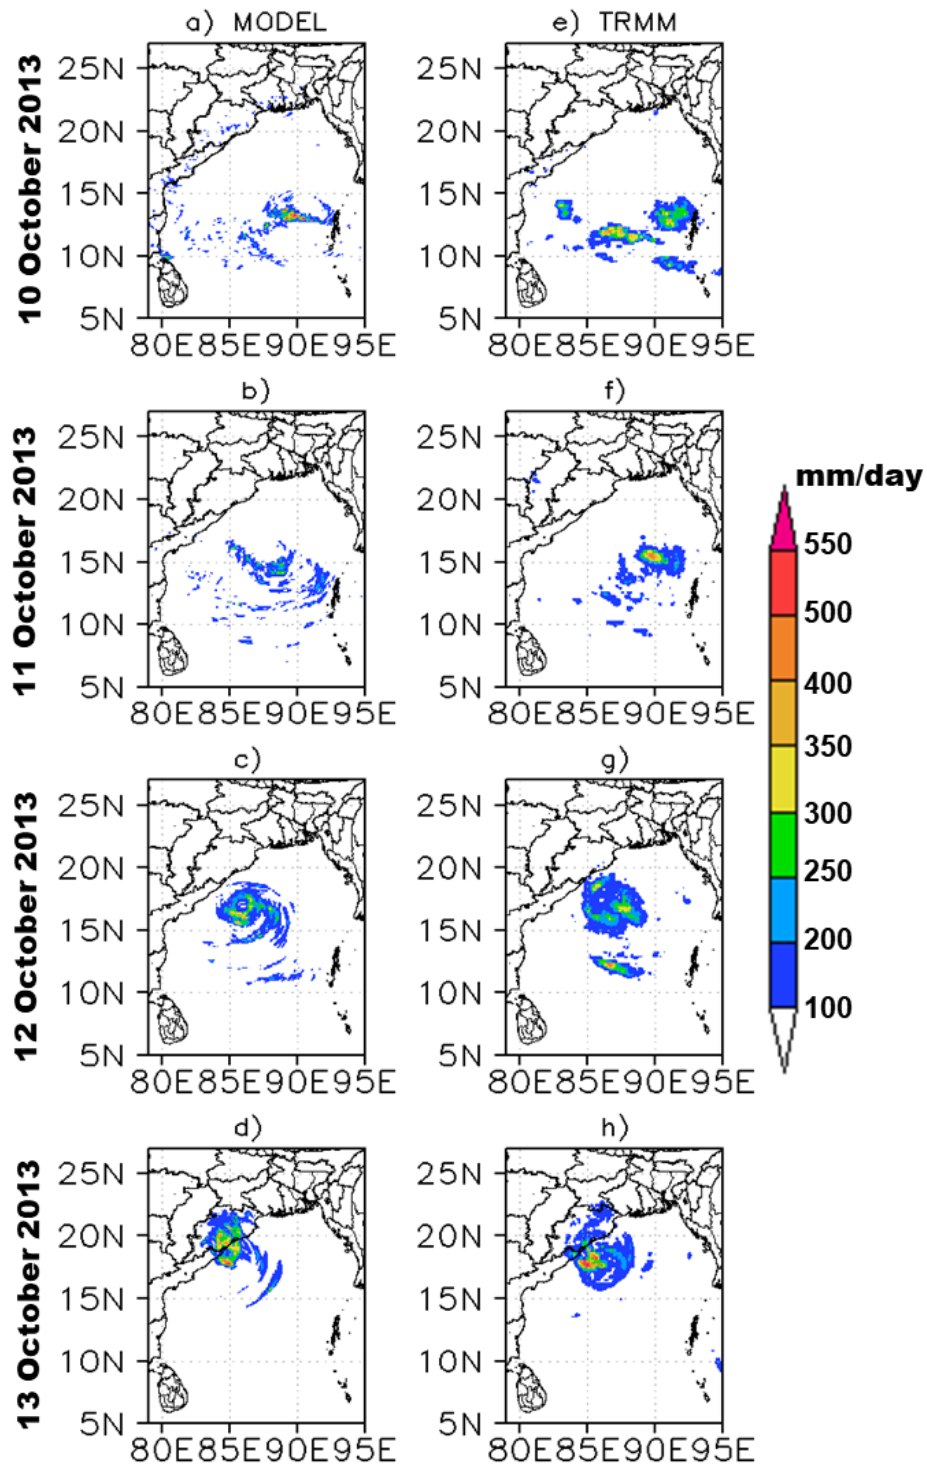 a) MODEL
e) TRMM
10 October 2013
25N
20N
15N
10N
5N
80E85E90E95E
25N
20N
15N
10N
5N
80E85E90E95E
b)
f)
11 October 2013
25N
20N
15N
10N
5N
80E85E90E95E
25N
20N
15N
10N
5N
80E85E90E95E
mm/day
550
500
400
350
300
250
200
100
c)
g)
12 October 2013
25N
20N
15N
10N
5N
80E85E90E95E
25N
20N
15N
10N
5N
80E85E90E95E
d)
h)
13 October 2013
25N
20N
15N
10N
5N
80E85E90E95E
25N
20N
15N
10N
5N
80E85E90E95E